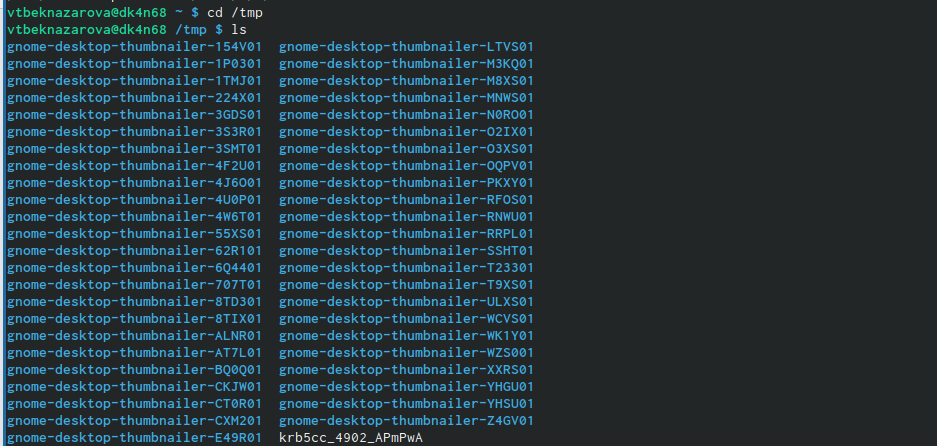 vtbeknazarova@dk4n68 ~ $ cd /tmp
vtbeknazarova@dk4n68 /tmp $ ls
gnome-desktop-thumbnailer-154V01  gnome-desktop-thumbnailer-LTVS01
gnome-desktop-thumbnailer-1P0301  gnome-desktop-thumbnailer-M3KQ01
gnome-desktop-thumbnailer-1TMJ01  gnome-desktop-thumbnailer-M8XS01
gnome-desktop-thumbnailer-224X01  gnome-desktop-thumbnailer-MNWS01
gnome-desktop-thumbnailer-3GDS01  gnome-desktop-thumbnailer-N0RO01
gnome-desktop-thumbnailer-3S3R01  gnome-desktop-thumbnailer-O2IX01
gnome-desktop-thumbnailer-3SMT01  gnome-desktop-thumbnailer-O3XS01
gnome-desktop-thumbnailer-4F2U01  gnome-desktop-thumbnailer-OQPV01
gnome-desktop-thumbnailer-4J6O01  gnome-desktop-thumbnailer-PKXY01
gnome-desktop-thumbnailer-4U0P01  gnome-desktop-thumbnailer-RFOS01
gnome-desktop-thumbnailer-4W6T01  gnome-desktop-thumbnailer-RNWU01
gnome-desktop-thumbnailer-55XS01  gnome-desktop-thumbnailer-RRPL01
gnome-desktop-thumbnailer-62R101  gnome-desktop-thumbnailer-SSHT01
gnome-desktop-thumbnailer-6Q4401  gnome-desktop-thumbnailer-T23301
gnome-desktop-thumbnailer-707T01  gnome-desktop-thumbnailer-T9XS01
gnome-desktop-thumbnailer-8TD301  gnome-desktop-thumbnailer-ULXS01
gnome-desktop-thumbnailer-8TIX01  gnome-desktop-thumbnailer-WCVS01
gnome-desktop-thumbnailer-ALNR01  gnome-desktop-thumbnailer-WK1Y01
gnome-desktop-thumbnailer-AT7L01  gnome-desktop-thumbnailer-WZS001
gnome-desktop-thumbnailer-BQ0Q01  gnome-desktop-thumbnailer-XXRS01
gnome-desktop-thumbnailer-CKJW01  gnome-desktop-thumbnailer-YHGU01
gnome-desktop-thumbnailer-CT0R01  gnome-desktop-thumbnailer-YHSU01
gnome-desktop-thumbnailer-CXM201  gnome-desktop-thumbnailer-Z4GV01
gnome-desktop-thumbnailer-E49R01  krb5cc_4902_APmPwA